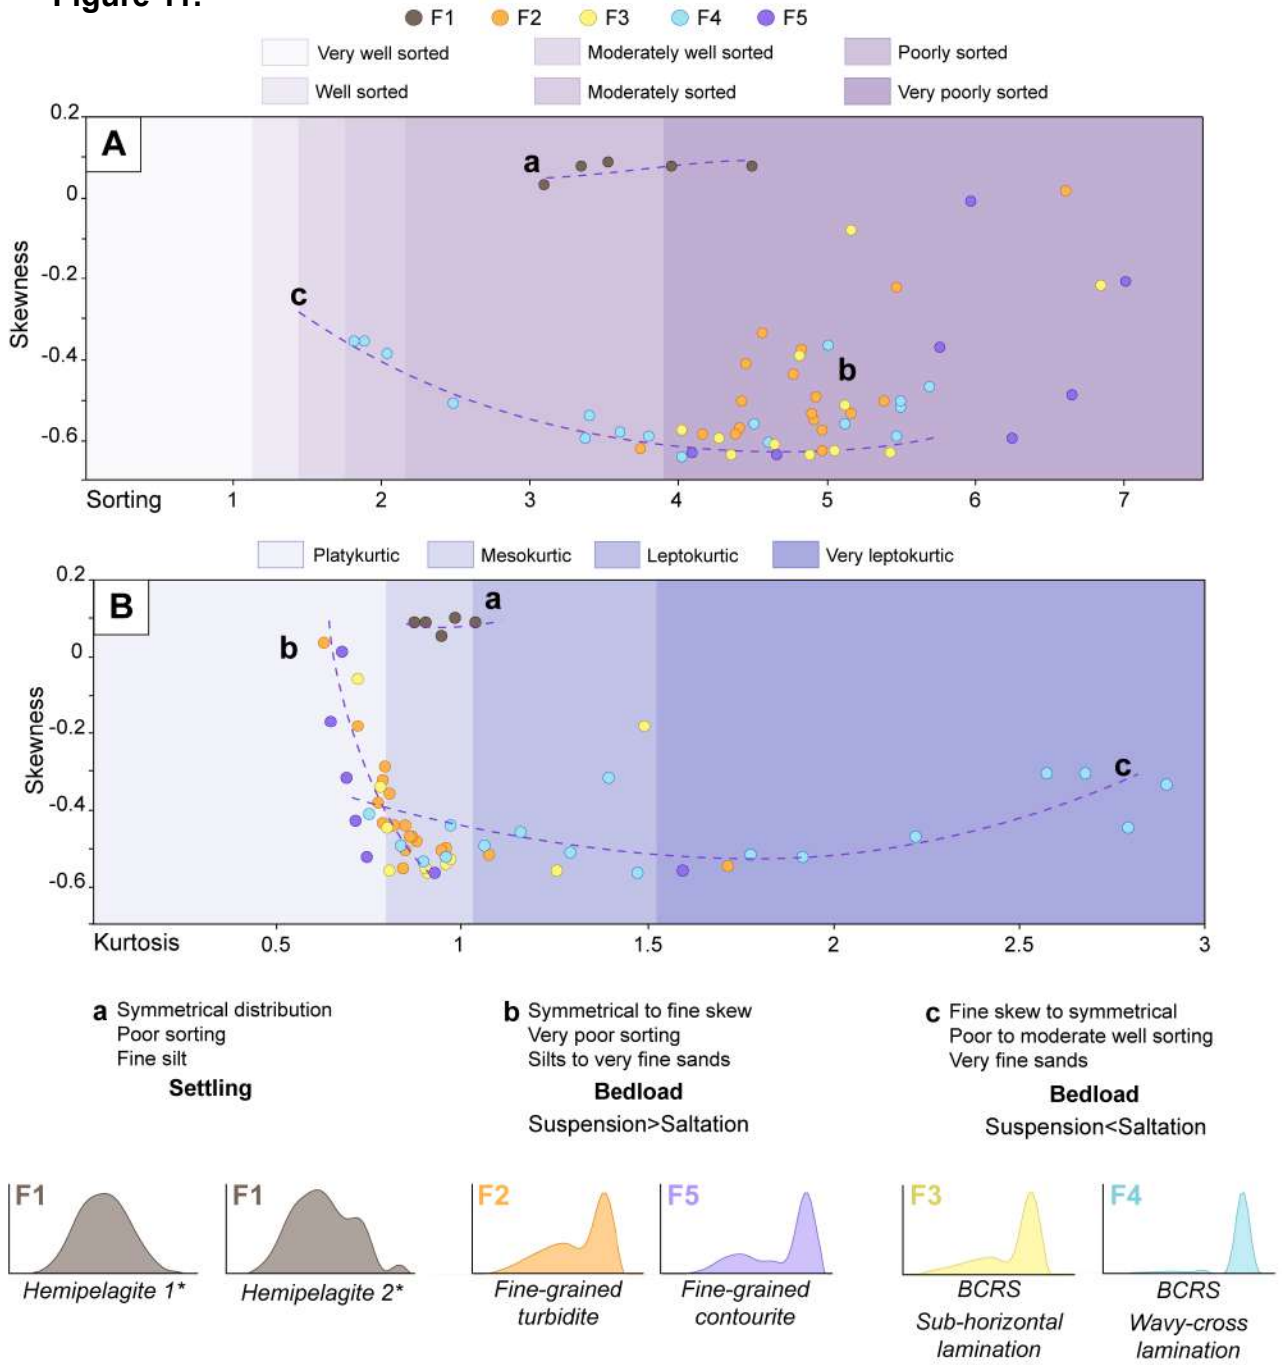 Figure 11.
F1 F2 F3 F4 F5
Very well sorted Moderately well sorted Poorly sorted
Well sorted Moderately sorted Very poorly sorted
A
0.2
0
-0.2
-0.4
-0.6
Skewness
a
b
c
Sorting 1 2 3 4 5 6 7
Platykurtic Mesokurtic Leptokurtic Very leptokurtic
B
0.2
0
-0.2
-0.4
-0.6
Skewness
a
b
c
Kurtosis 0.5 1 1.5 2 2.5 3
a Symmetrical distribution
Poor sorting
Fine silt
Settling
b Symmetrical to fine skew
Very poor sorting
Silts to very fine sands
Bedload
Suspension>Saltation
c Fine skew to symmetrical
Poor to moderate well sorting
Very fine sands
Bedload
Suspension<Saltation
F1
Hemipelagite 1*
F1
Hemipelagite 2*
F2
Fine-grained
turbidite
F5
Fine-grained
contourite
F3
BCRS
Sub-horizontal
lamination
F4
BCRS
Wavy-cross
lamination